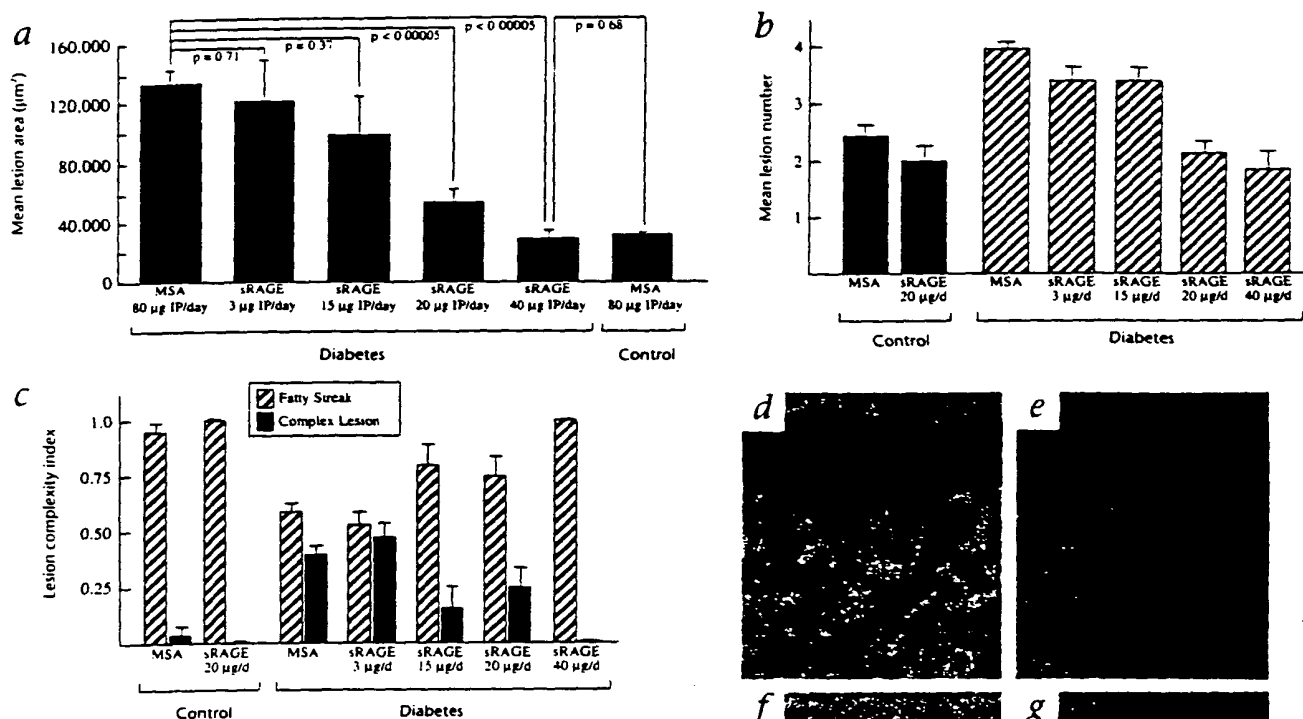 a
p < 0.00005
p = 0.68
p < 0.00005
p = 0.37
p = 0.71
160.000
120.000
80.000
40.000
0
Mean lesion area (µm²)
MSA sRAGE sRAGE sRAGE sRAGE MSA
80 µg IP/day 3 µg IP/day 15 µg IP/day 20 µg IP/day 40 µg IP/day 80 µg IP/day
Diabetes Control
b
4
3
2
1
Mean lesion number
MSA sRAGE MSA sRAGE sRAGE sRAGE sRAGE
20 µg/d 3 µg/d 15 µg/d 20 µg/d 40 µg/d
Control Diabetes
c
Fatty Streak
Complex Lesion
1.0
0.75
0.50
0.25
Lesion complexity index
MSA sRAGE MSA sRAGE sRAGE sRAGE sRAGE
20 µg/d 3 µg/d 15 µg/d 20 µg/d 40 µg/d
Control Diabetes
d e
f g